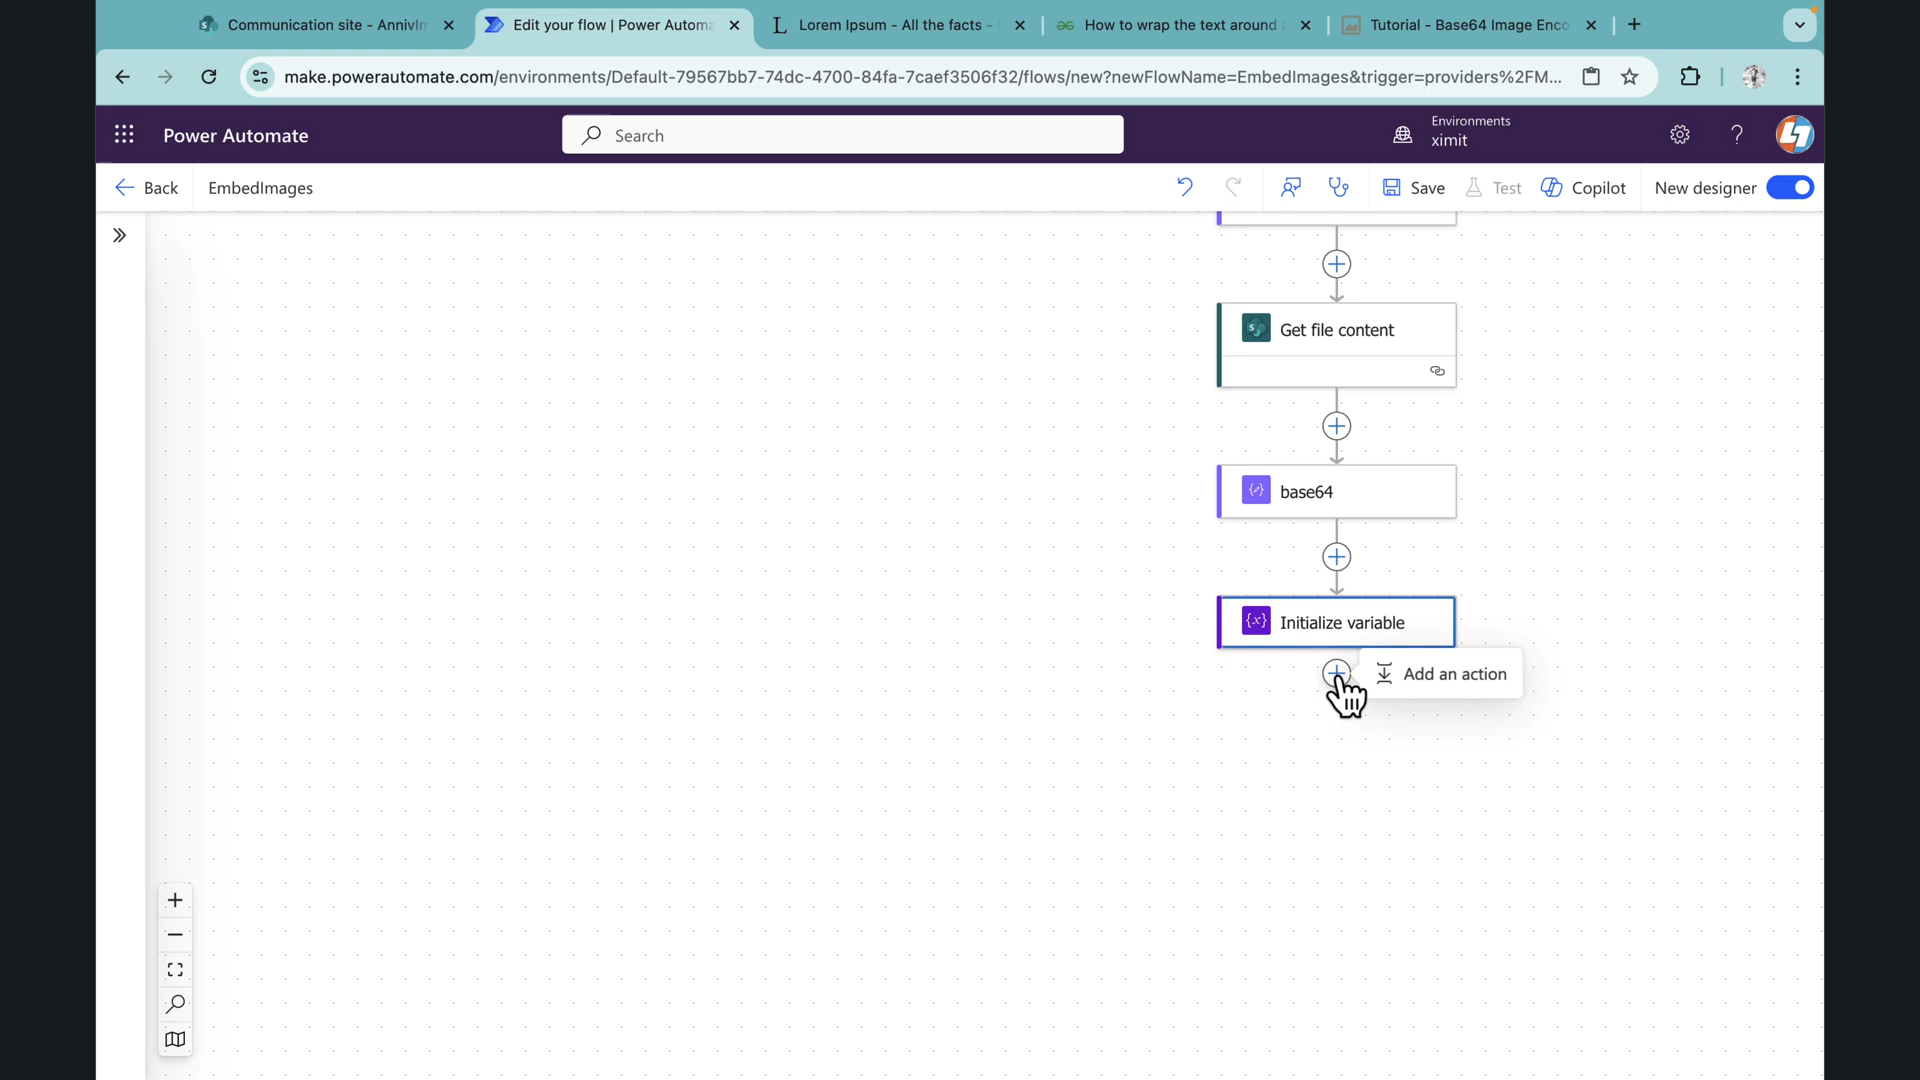 Communication site - AnnivIm
Edit your flow | Power Automa
Lorem Ipsum - All the facts -
How to wrap the text around
Tutorial - Base64 Image Enco
make.powerautomate.com/environments/Default-79567bb7-74dc-4700-84fa-7caef3506f32/flows/new?newFlowName=EmbedImages&trigger=providers%2FM...
Power Automate
Search
Environments
ximit
Back
EmbedImages
Save
Test
Copilot
New designer
Get file content
base64
Initialize variable
Add an action